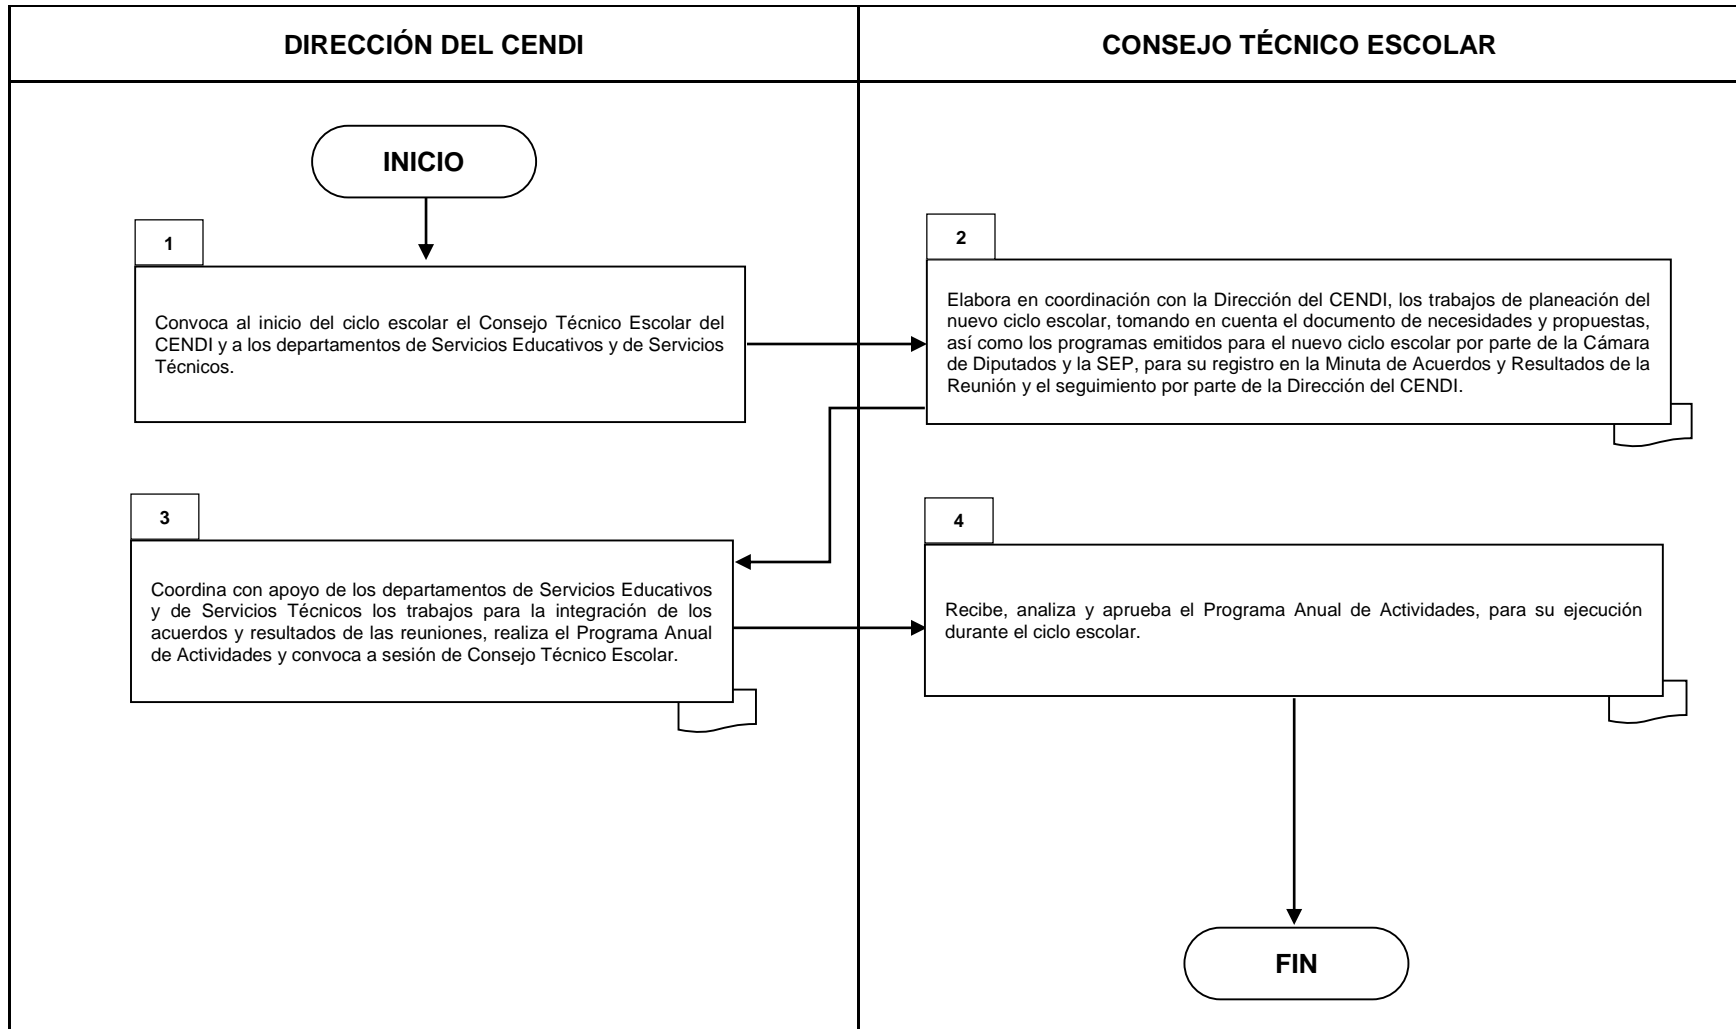 DIRECCIÓN DEL CENDI
CONSEJO TÉCNICO ESCOLAR
INICIO
1
Convoca al inicio del ciclo escolar el Consejo Técnico Escolar del
CENDI y a los departamentos de Servicios Educativos y de Servicios
Técnicos.
2
Elabora en coordinación con la Dirección del CENDI, los trabajos de planeación del
nuevo ciclo escolar, tomando en cuenta el documento de necesidades y propuestas,
así como los programas emitidos para el nuevo ciclo escolar por parte de la Cámara
de Diputados y la SEP, para su registro en la Minuta de Acuerdos y Resultados de la
Reunión y el seguimiento por parte de la Dirección del CENDI.
3
Coordina con apoyo de los departamentos de Servicios Educativos
y de Servicios Técnicos los trabajos para la integración de los
acuerdos y resultados de las reuniones, realiza el Programa Anual
de Actividades y convoca a sesión de Consejo Técnico Escolar.
4
Recibe, analiza y aprueba el Programa Anual de Actividades, para su ejecución
durante el ciclo escolar.
FIN